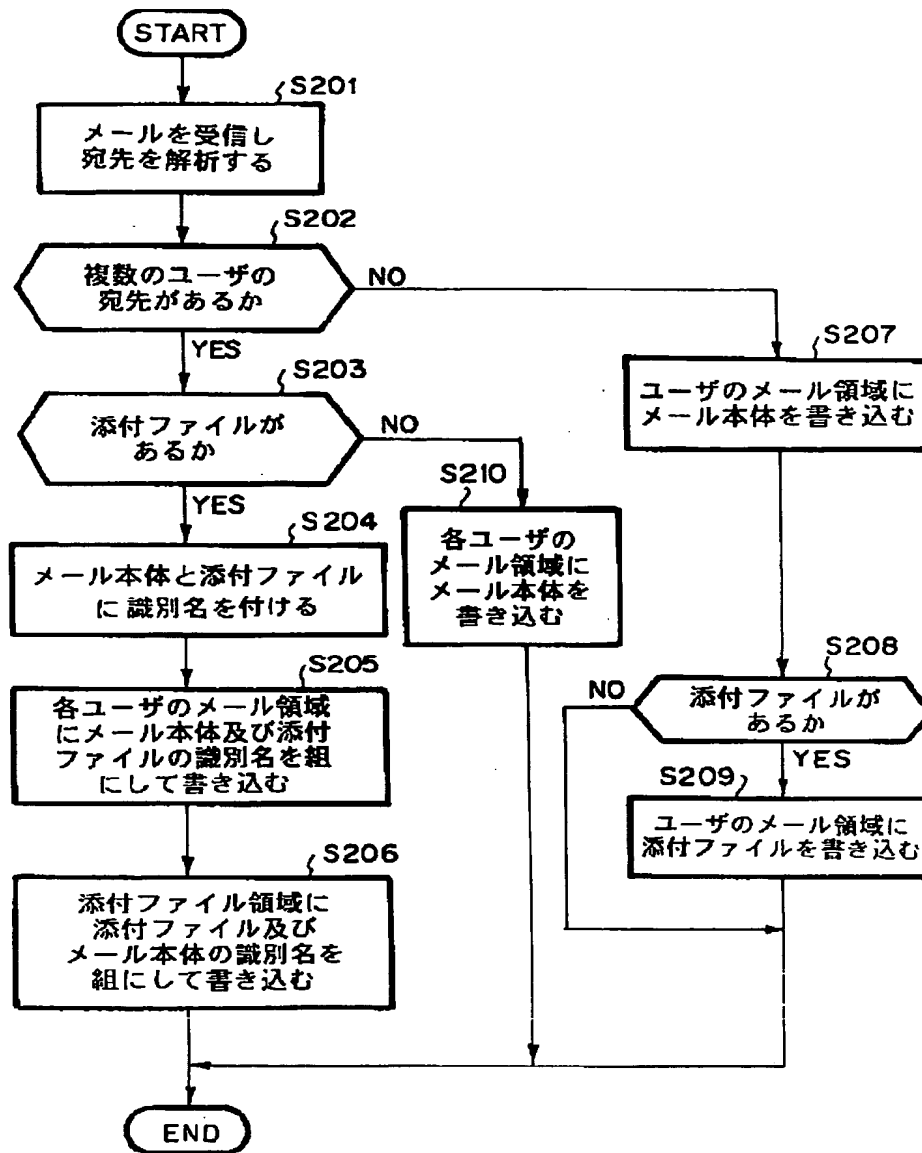 START
S201
メールを受信し
宛先を解析する
S202
複数のユーザの
宛先があるか
NO
YES
S203
添付ファイルが
あるか
NO
YES
S204
メール本体と添付ファイル
に識別名を付ける
S205
各ユーザのメール領域
にメール本体及び添付
ファイルの識別名を組
にして書き込む
S206
添付ファイル領域に
添付ファイル及び
メール本体の識別名を
組にして書き込む
S210
各ユーザの
メール領域に
メール本体を
書き込む
S207
ユーザのメール領域に
メール本体を書き込む
S208
添付ファイルが
あるか
NO
YES
S209
ユーザのメール領域に
添付ファイルを書き込む
END